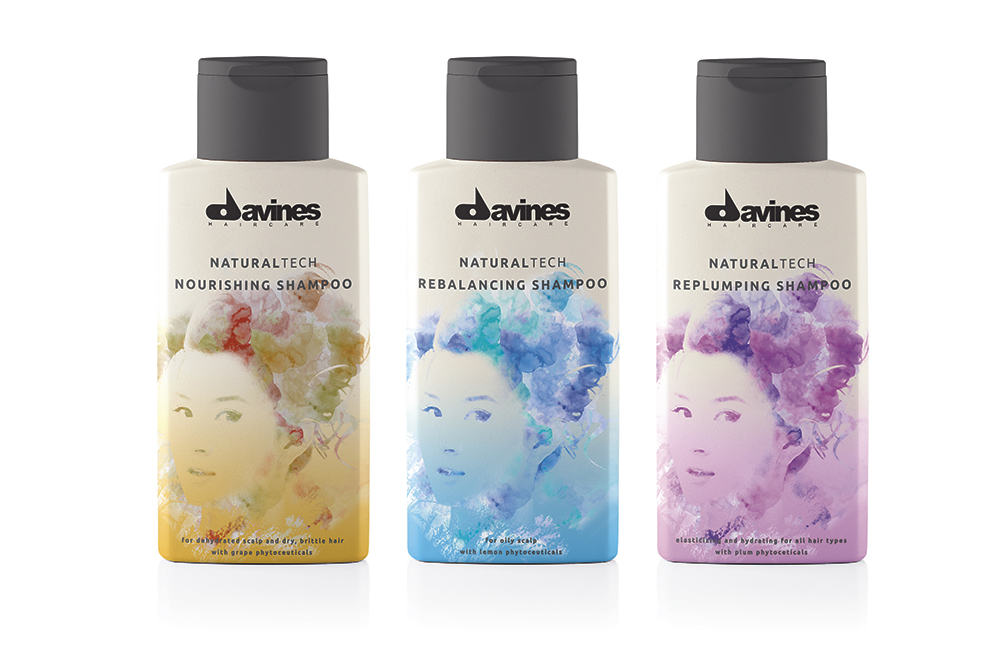 davines
HAIRCARE
NATURALTECH
NOURISHING SHAMPOO
for dehydrated scalp and dry, brittle hair
with grape phytoceuticals
davines
HAIRCARE
NATURALTECH
REBALANCING SHAMPOO
for oily scalp
with lemon phytoceuticals
davines
HAIRCARE
NATURALTECH
REPLUMPING SHAMPOO
elasticising and hydrating for all hair types
with plum phytoceticals